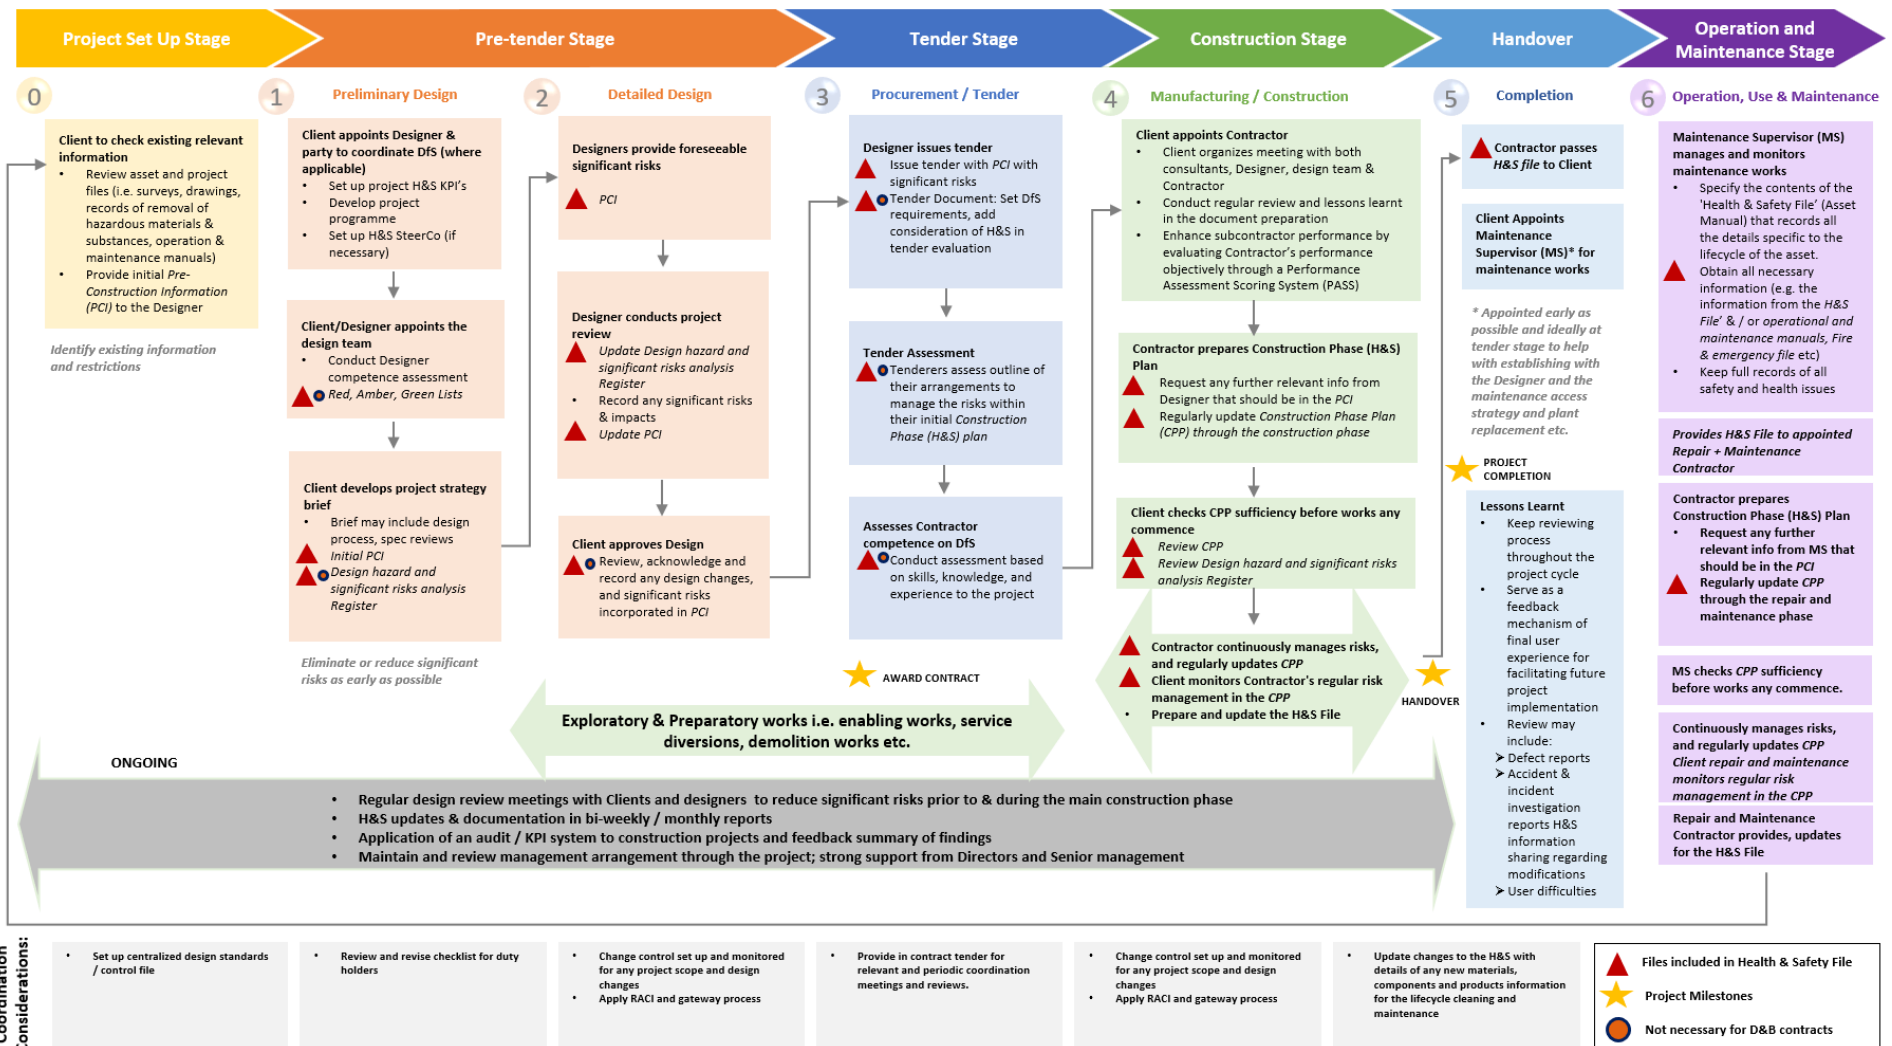 Project Set Up Stage
Pre-tender Stage
Tender Stage
Construction Stage
Handover
Operation and
Maintenance Stage
0
1
Preliminary Design
2
Detailed Design
3
Procurement / Tender
4
Manufacturing / Construction
5
Completion
6
Operation, Use & Maintenance
Client to check existing relevant
information
• Review asset and project
files (i.e. surveys, drawings,
records of removal of
hazardous materials &
substances, operation &
maintenance manuals)
• Provide initial Pre-
Construction Information
(PCI) to the Designer
Identify existing information
and restrictions
Client appoints Designer &
party to coordinate DfS (where
applicable)
• Set up project H&S KPI's
• Develop project
programme
• Set up H&S SteerCo (if
necessary)
Client/Designer appoints the
design team
• Conduct Designer
competence assessment
Red, Amber, Green Lists
Client develops project strategy
brief
• Brief may include design
process, spec reviews
Initial PCI
Design hazard and
significant risks analysis
Register
Eliminate or reduce significant
risks as early as possible
Designers provide foreseeable
significant risks
PCI
Designer conducts project
review
Update Design hazard and
significant risks analysis
Register
• Record any significant risks
& impacts
Update PCI
Client approves Design
Review, acknowledge and
record any design changes,
and significant risks
incorporated in PCI
Designer issues tender
Issue tender with PCI with
significant risks
Tender Document: Set DfS
requirements, add
consideration of H&S in
tender evaluation
Tender Assessment
Tenderers assess outline of
their arrangements to
manage the risks within
their initial Construction
Phase (H&S) plan
Assesses Contractor
competence on DfS
Conduct assessment based
on skills, knowledge, and
experience to the project
AWARD CONTRACT
Client appoints Contractor
• Client organizes meeting with both
consultants, Designer, design team &
Contractor
• Conduct regular review and lessons learnt
in the document preparation
• Enhance subcontractor performance by
evaluating Contractor's performance
objectively through a Performance
Assessment Scoring System (PASS)
Contractor prepares Construction Phase (H&S)
Plan
Request any further relevant info from
Designer that should be in the PCI
Regularly update Construction Phase Plan
(CPP) through the construction phase
Client checks CPP sufficiency before works any
commence
Review CPP
Review Design hazard and significant risks
analysis Register
Contractor continuously manages risks,
and regularly updates CPP
Client monitors Contractor's regular risk
management in the CPP
• Prepare and update the H&S File
HANDOVER
Contractor passes
H&S file to Client
Client Appoints
Maintenance
Supervisor (MS)* for
maintenance works
* Appointed early as
possible and ideally at
tender stage to help
with establishing with
the Designer and the
maintenance access
strategy and plant
replacement etc.
PROJECT
COMPLETION
Lessons Learnt
• Keep reviewing
process
throughout the
project cycle
• Serve as a
feedback
mechanism of
final user
experience for
facilitating future
project
implementation
• Review may
include:
➢ Defect reports
➢ Accident &
incident
investigation
reports H&S
information
sharing regarding
modifications
➢ User difficulties
Maintenance Supervisor (MS)
manages and monitors
maintenance works
• Specify the contents of the
'Health & Safety File' (Asset
Manual) that records all
the details specific to the
lifecycle of the asset.
Obtain all necessary
information (e.g. the
information from the H&S
File' & / or operational and
maintenance manuals, Fire
& emergency file etc)
• Keep full records of all
safety and health issues
Provides H&S File to appointed
Repair + Maintenance
Contractor
Contractor prepares
Construction Phase (H&S) Plan
• Request any further
relevant info from MS that
should be in the PCI
Regularly update CPP
through the repair and
maintenance phase
MS checks CPP sufficiency
before works any commence.
Continuously manages risks,
and regularly updates CPP
Client repair and maintenance
monitors regular risk
management in the CPP
Repair and Maintenance
Contractor provides, updates
for the H&S File
Exploratory & Preparatory works i.e. enabling works, service
diversions, demolition works etc.
ONGOING
• Regular design review meetings with Clients and designers to reduce significant risks prior to & during the main construction phase
• H&S updates & documentation in bi-weekly / monthly reports
• Application of an audit / KPI system to construction projects and feedback summary of findings
• Maintain and review management arrangement through the project; strong support from Directors and Senior management
Coordination
Considerations:
• Set up centralized design standards
/ control file
• Review and revise checklist for duty
holders
• Change control set up and monitored
for any project scope and design
changes
• Apply RACI and gateway process
• Provide in contract tender for
relevant and periodic coordination
meetings and reviews.
• Change control set up and monitored
for any project scope and design
changes
• Apply RACI and gateway process
• Update changes to the H&S with
details of any new materials,
components and products information
for the lifecycle cleaning and
maintenance
Files included in Health & Safety File
Project Milestones
Not necessary for D&B contracts